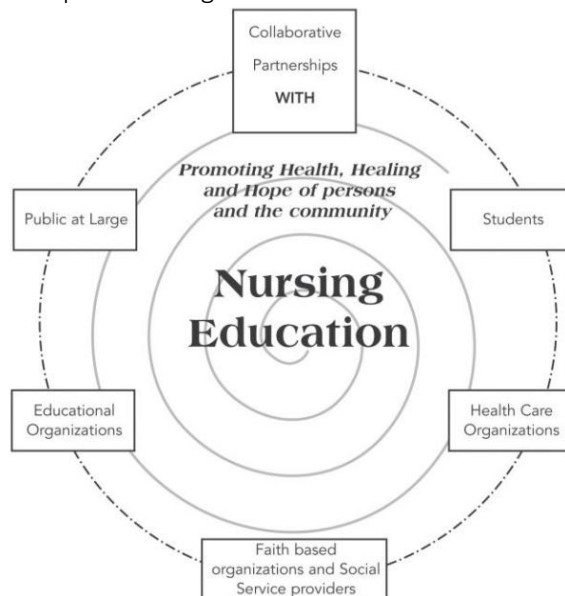 Collaborative
Partnerships
WITH
Promoting Health, Healing
and Hope of persons
and the community
Public at Large
Students
Nursing
Education
Educational
Organizations
Health Care
Organizations
Faith based
organizations and Social
Service providers